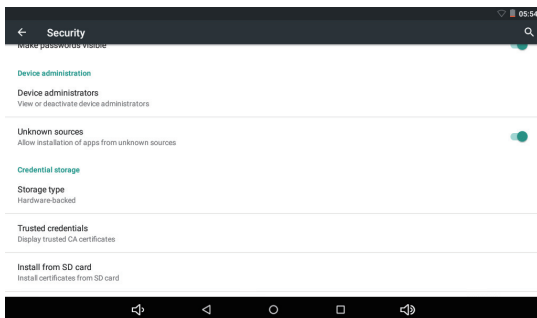 05:54
Security
Make passwords visible
Device administration
Device administrators
View or deactivate device administrators
Unknown sources
Allow installation of apps from unknown sources
Credential storage
Storage type
Hardware-backed
Trusted credentials
Display trusted CA certificates
Install from SD card
Install certificates from SD card